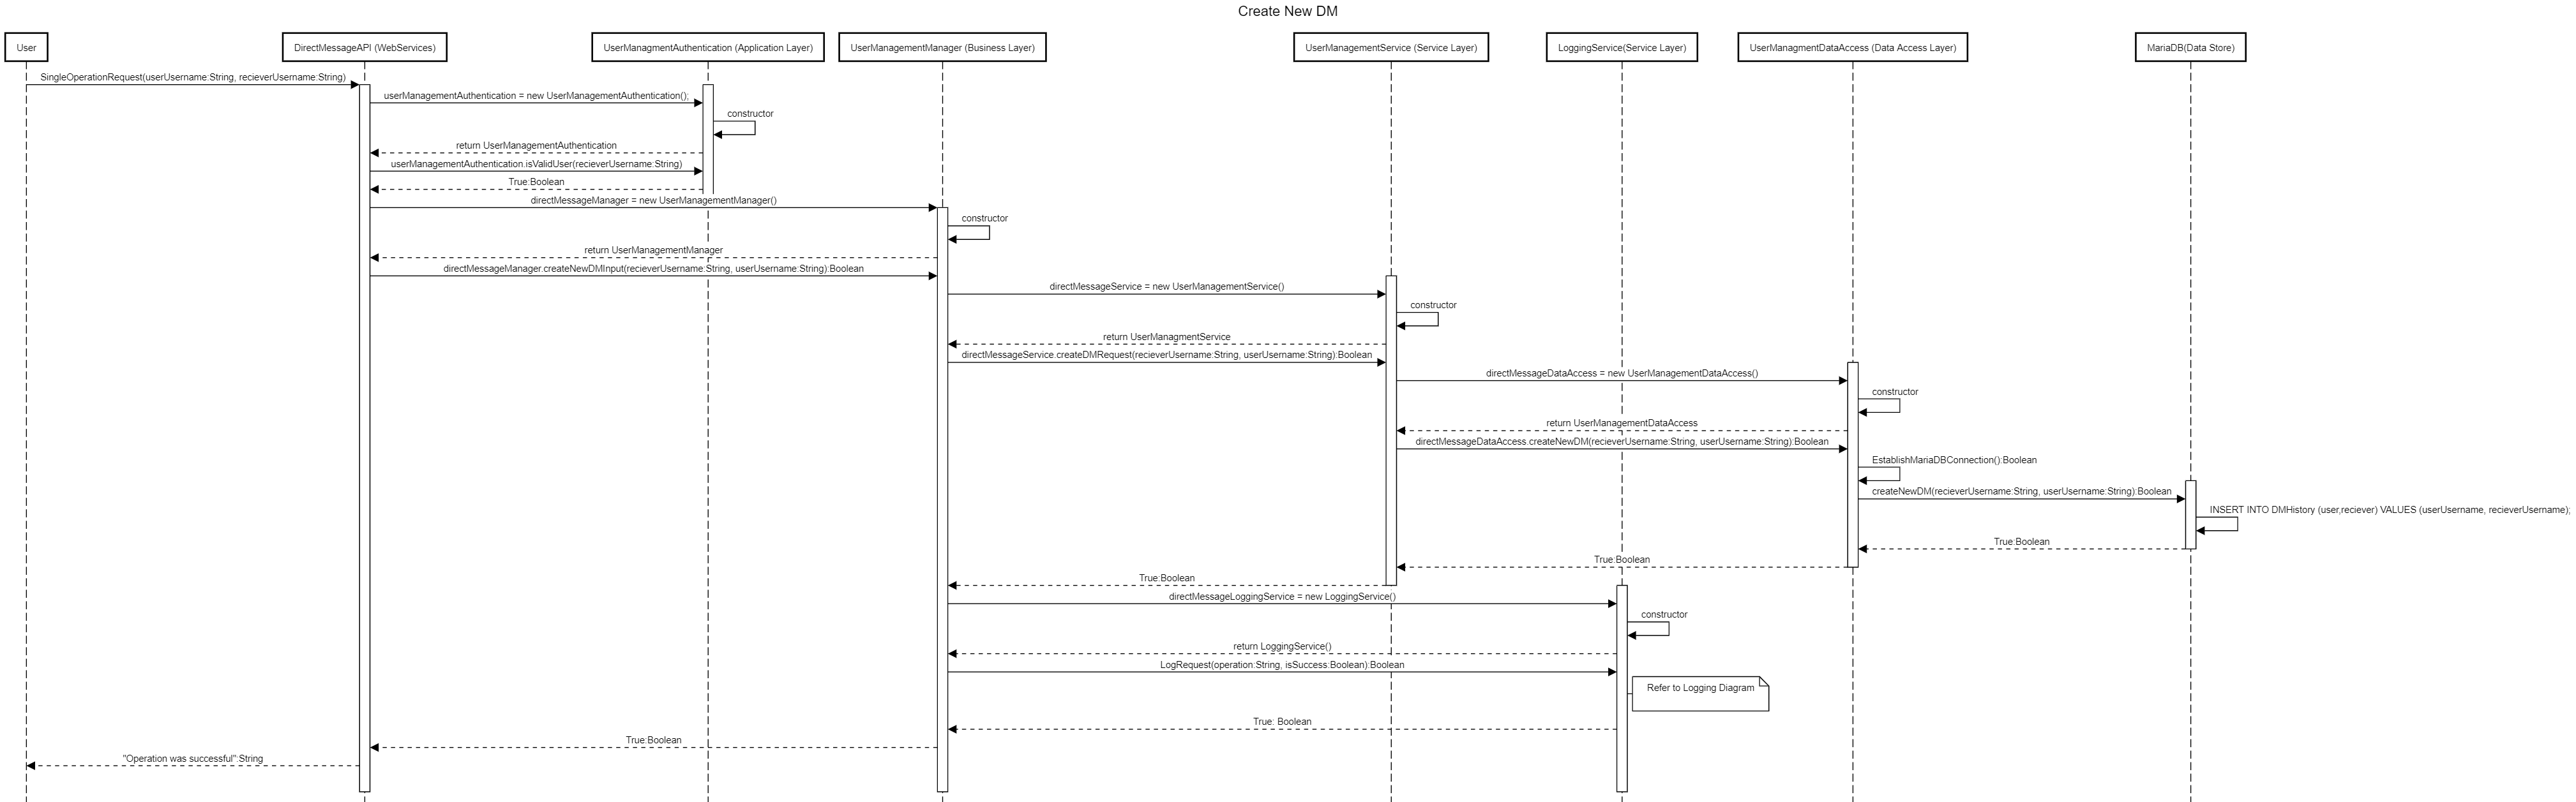 Create New DM
User
DirectMessageAPI (WebServices)
UserManagmentAuthentication (Application Layer)
UserManagementManager (Business Layer)
UserManagementService (Service Layer)
LoggingService(Service Layer)
UserManagmentDataAccess (Data Access Layer)
MariaDB(Data Store)
SingleOperationRequest(userUsername:String, recieverUsername:String)
userManagementAuthentication = new UserManagementAuthentication();
constructor
return UserManagementAuthentication
userManagementAuthentication.isValidUser(recieverUsername:String)
True:Boolean
directMessageManager = new UserManagementManager()
constructor
return UserManagementManager
directMessageManager.createNewDMInput(recieverUsername:String, userUsername:String):Boolean
directMessageService = new UserManagementService()
constructor
return UserManagmentService
directMessageService.createDMRequest(recieverUsername:String, userUsername:String):Boolean
directMessageDataAccess = new UserManagementDataAccess()
constructor
return UserManagementDataAccess
directMessageDataAccess.createNewDM(recieverUsername:String, userUsername:String):Boolean
EstablishMariaDBConnection():Boolean
createNewDM(recieverUsername:String, userUsername:String):Boolean
INSERT INTO DMHistory (user,reciever) VALUES (userUsername, recieverUsername);
True:Boolean
True:Boolean
True:Boolean
directMessageLoggingService = new LoggingService()
constructor
return LoggingService()
LogRequest(operation:String, isSuccess:Boolean):Boolean
Refer to Logging Diagram
True: Boolean
True:Boolean
"Operation was successful":String